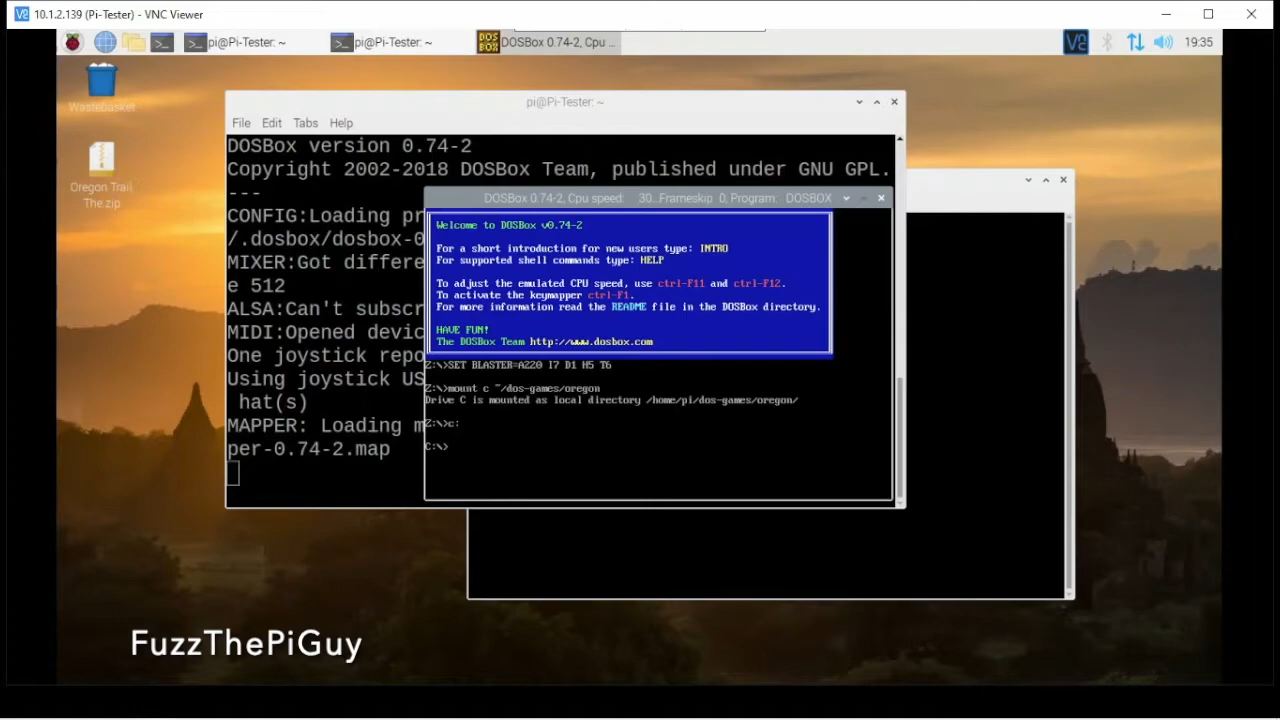 10.1.2.139 (Pi-Tester) - VNC Viewer
pi@Pi-Tester: ~
pi@Pi-Tester: ~
DOSBox 0.74-2, Cpu ...
19:35
Wastebasket
Oregon Trail
The.zip
pi@Pi-Tester: ~
File Edit Tabs Help
DOSBox version 0.74-2
Copyright 2002-2018 DOSBox Team, published under GNU GPL.
---
CONFIG:Loading pr
/.dosbox/dosbox-0
MIXER:Got differe
e 512
ALSA:Can't subscr
MIDI:Opened devic
One joystick repo
Using joystick US
hat(s)
MAPPER: Loading m
per-0.74-2.map
DOSBox 0.74-2, Cpu speed: 30...Frameskip 0, Program: DOSBOX
Welcome to DOSBox v0.74-2
For a short introduction for new users type: INTRO
For supported shell commands type: HELP
To adjust the emulated CPU speed, use ctrl-F11 and ctrl-F12.
To activate the keymapper ctrl-F1.
For more information read the README file in the DOSBox directory.
HAVE FUN!
The DOSBox Team http://www.dosbox.com
Z:\>SET BLASTER=A220 I7 D1 H5 T6
Z:\>mount c ~/dos-games/oregon
Drive C is mounted as local directory /home/pi/dos-games/oregon/
Z:\>c:
C:\>
FuzzThePiGuy